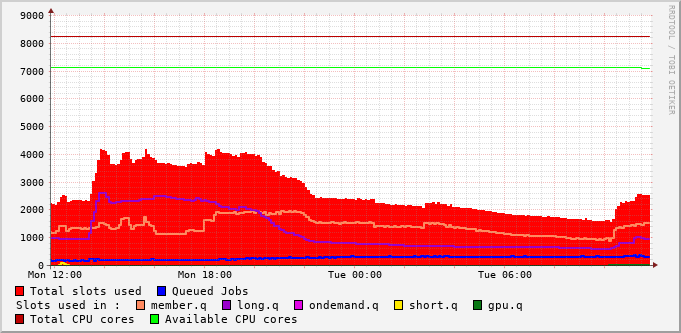 9000
8000
7000
6000
5000
4000
3000
2000
1000
0
Mon 12:00 Mon 18:00 Tue 00:00 Tue 06:00
RRDTOOL / TOBI OETIKER
Total slots used Queued Jobs
Slots used in : member.q long.q ondemand.q short.q gpu.q
Total CPU cores Available CPU cores